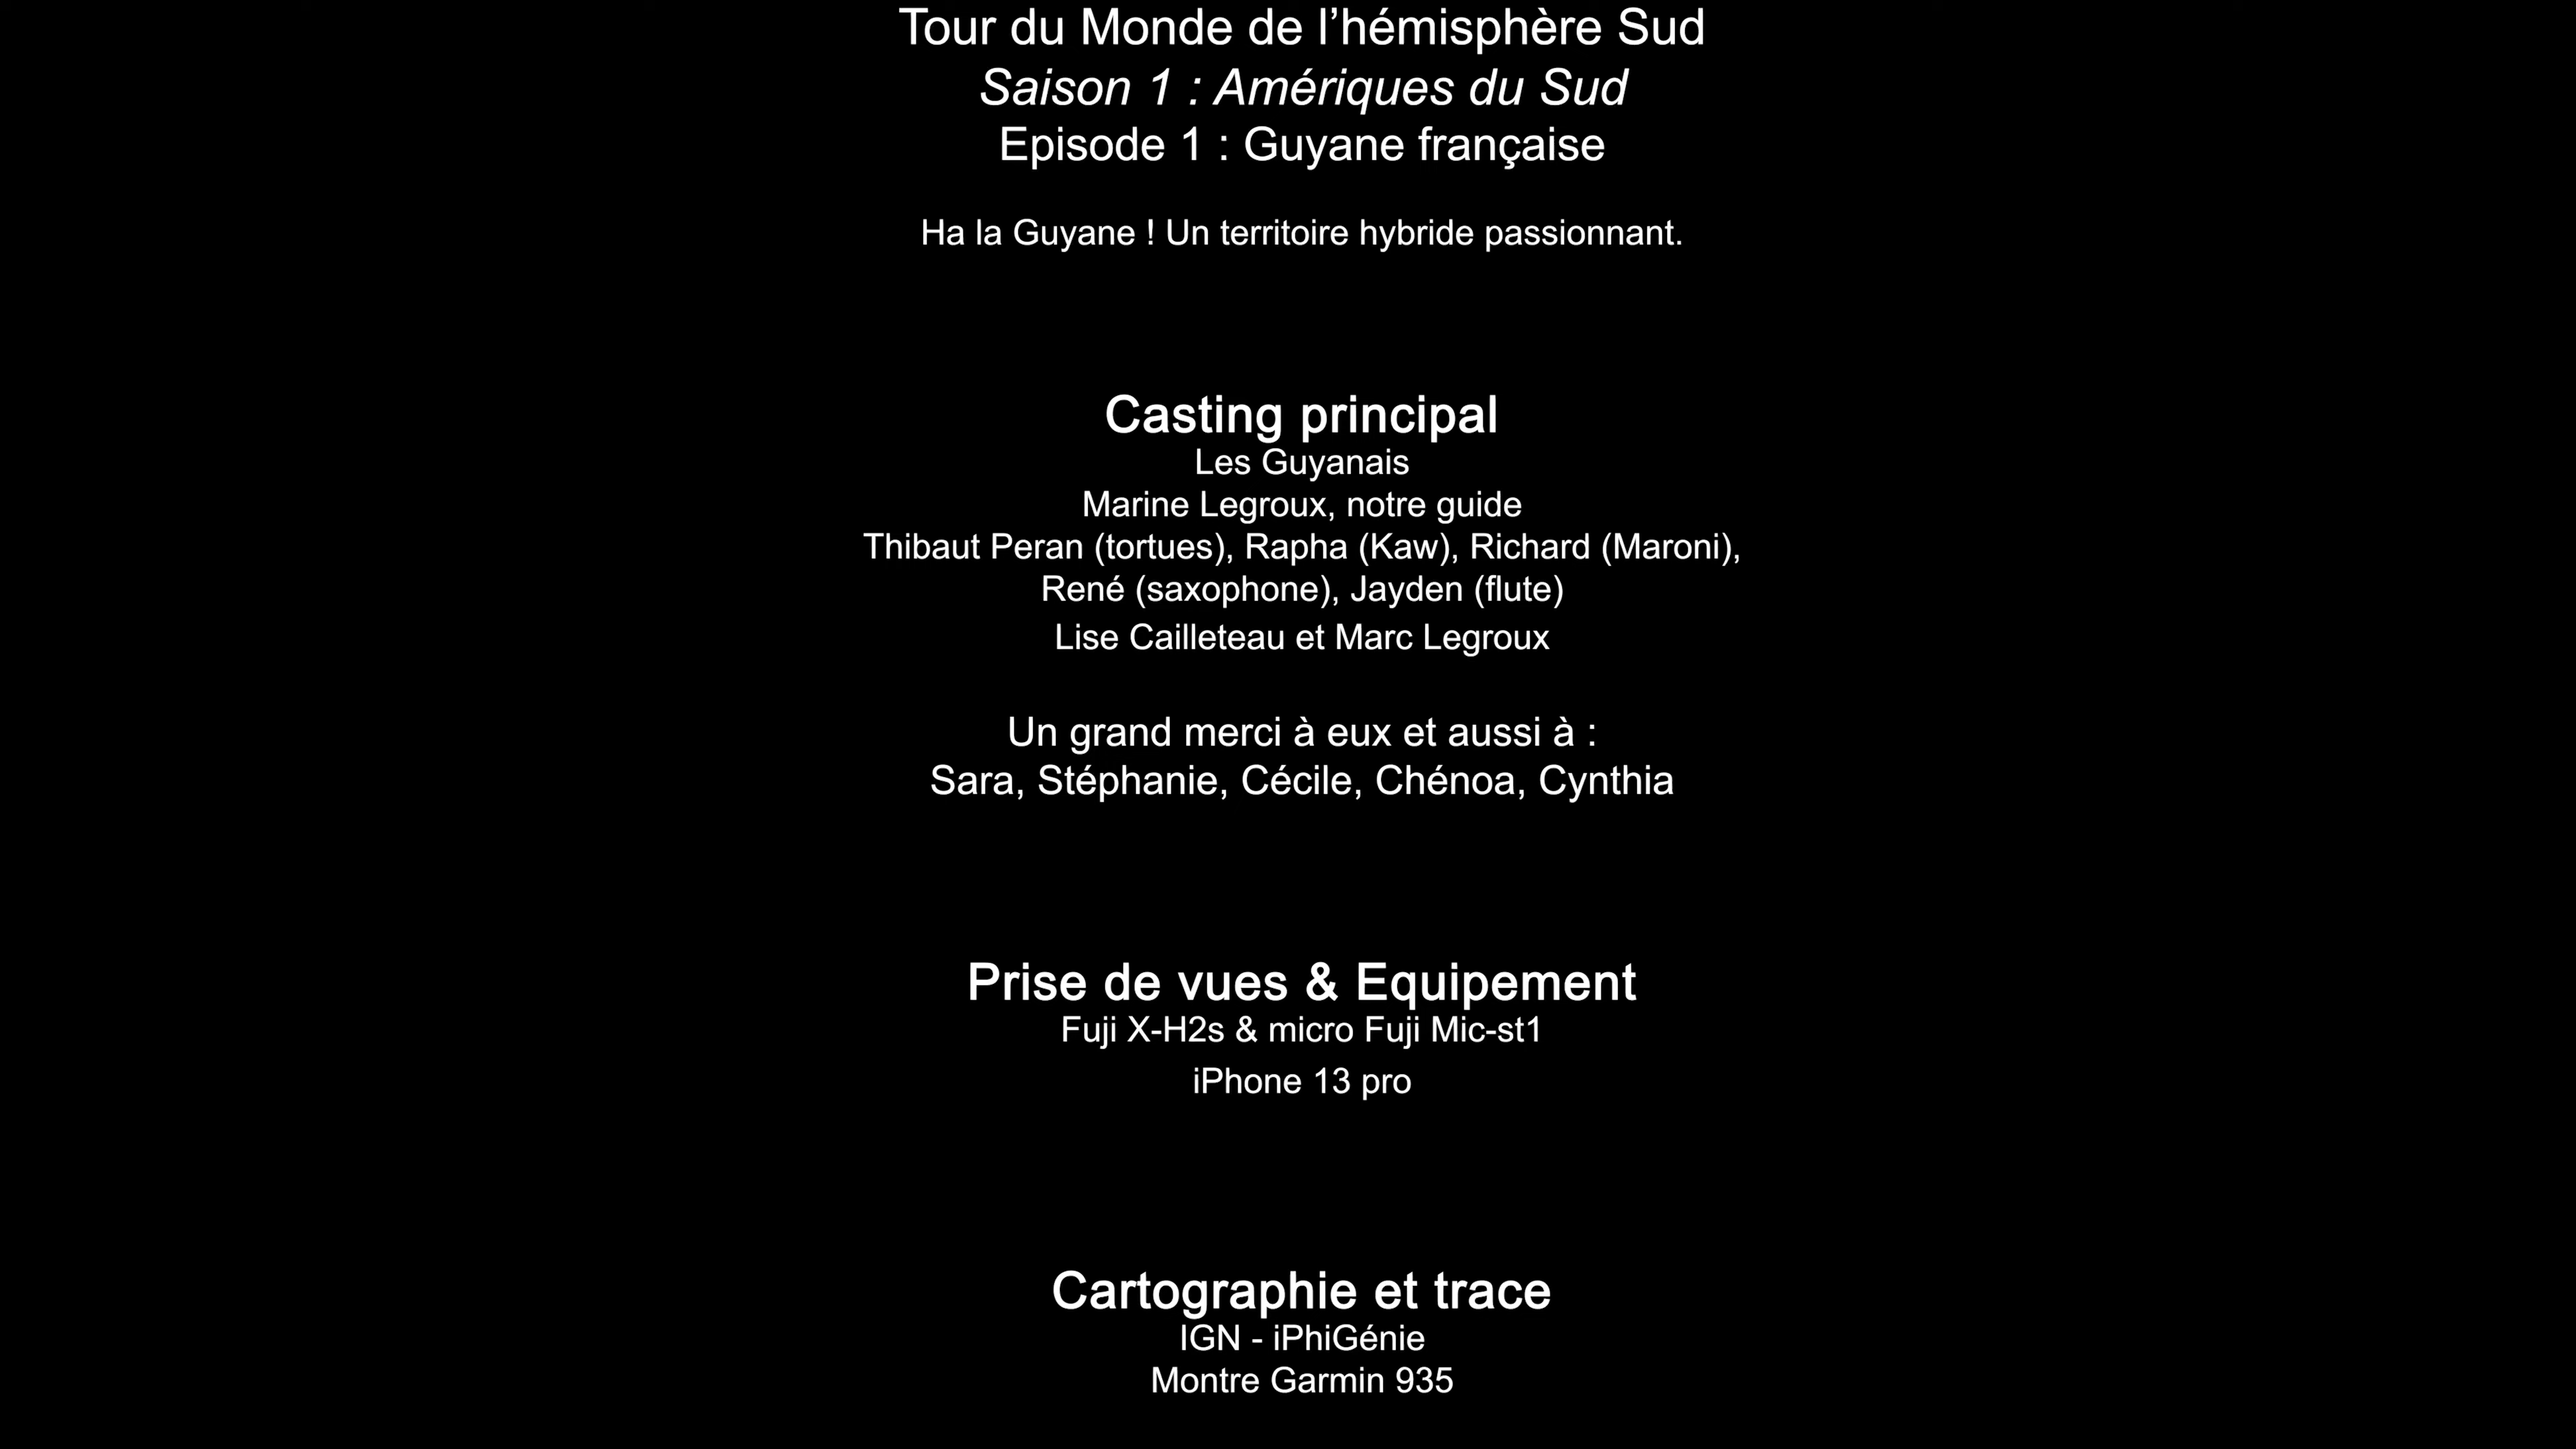 Tour du Monde de l’hémisphère Sud
Saison 1 : Amériques du Sud
Episode 1 : Guyane française
Ha la Guyane ! Un territoire hybride passionnant.
Casting principal
Les Guyanais
Marine Legroux, notre guide
Thibaut Peran (tortues), Rapha (Kaw), Richard (Maroni),
René (saxophone), Jayden (flute)
Lise Cailleteau et Marc Legroux
Un grand merci à eux et aussi à :
Sara, Stéphanie, Cécile, Chénoa, Cynthia
Prise de vues & Equipement
Fuji X-H2s & micro Fuji Mic-st1
iPhone 13 pro
Cartographie et trace
IGN - iPhiGénie
Montre Garmin 935